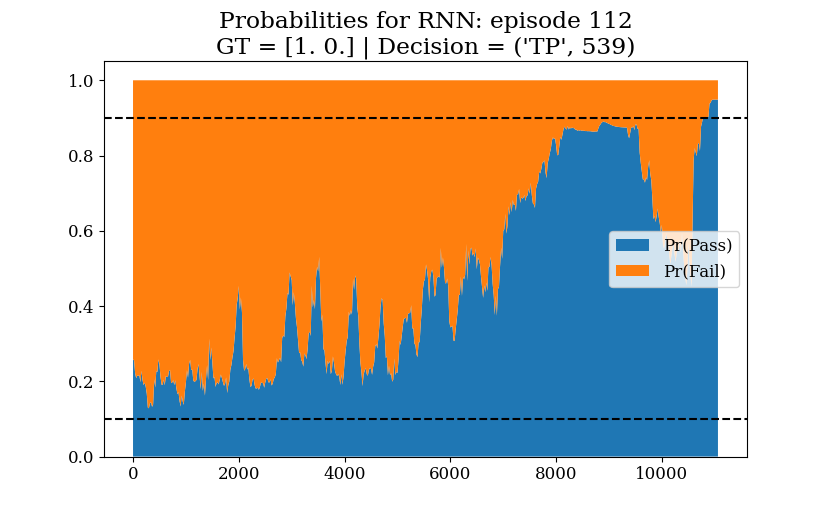 Probabilities for RNN: episode 112
GT = [1. 0.] | Decision = ('TP', 539)
1.0
0.8
0.6
0.4
0.2
0.0
Pr(Pass)
Pr(Fail)
0 2000 4000 6000 8000 10000